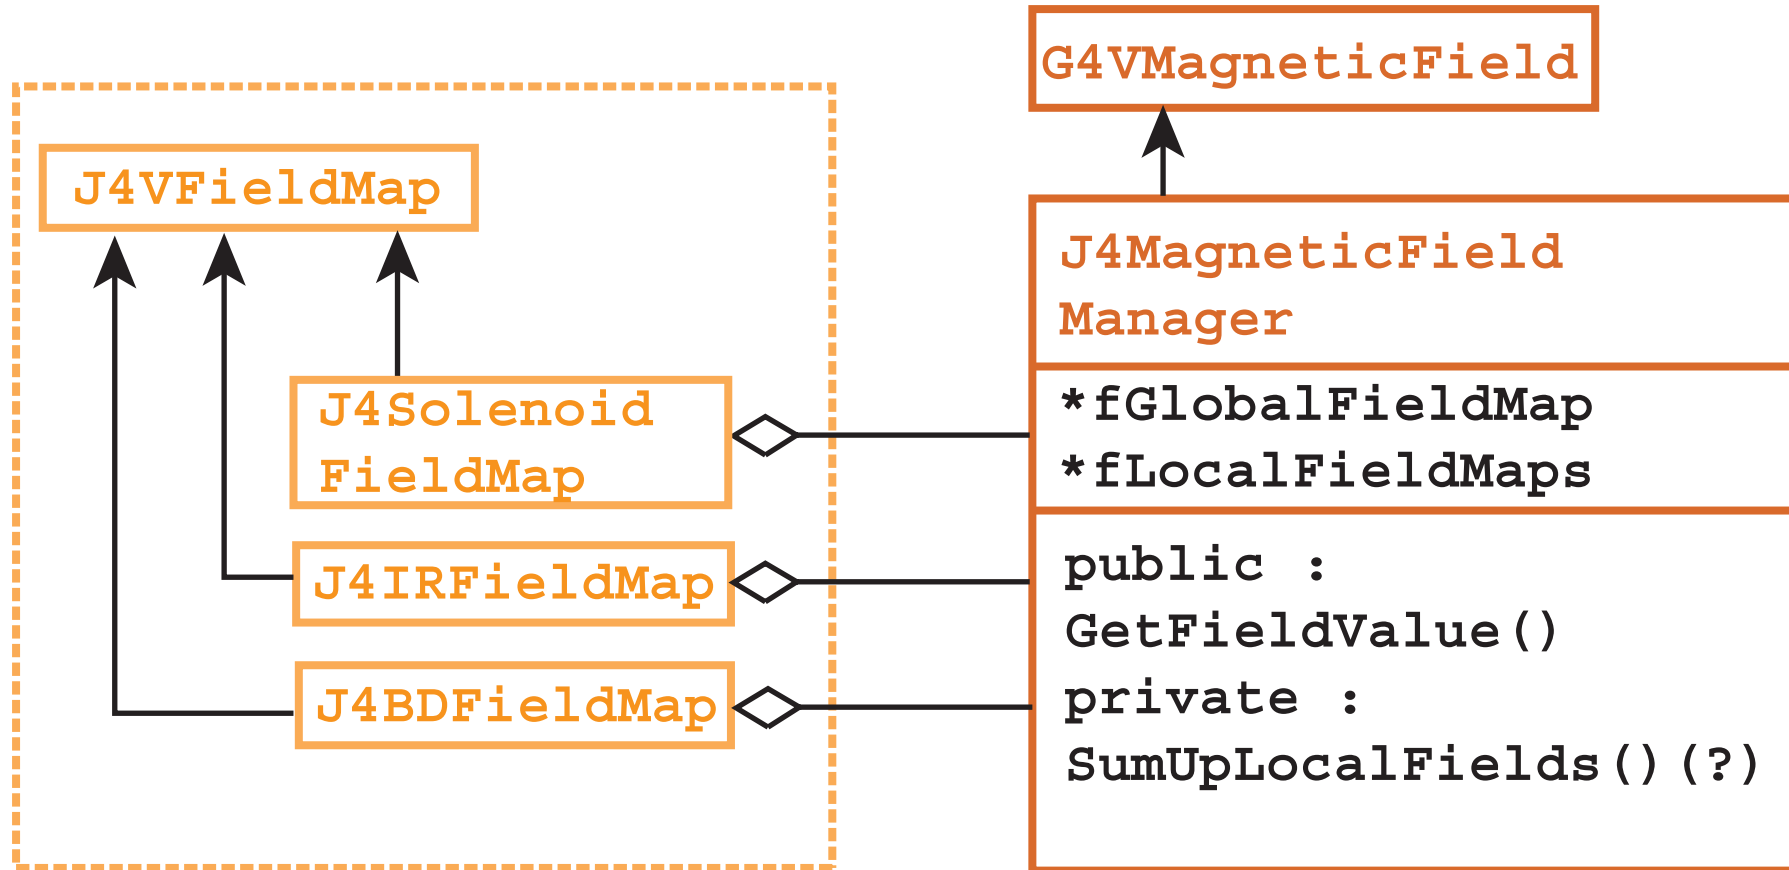 J4VFieldMap
J4Solenoid
FieldMap
J4IRFieldMap
J4BDFieldMap
G4VMagneticField
J4MagneticField
Manager
*fGlobalFieldMap
*fLocalFieldMaps
public :
GetFieldValue()
private :
SumUpLocalFields()(?)